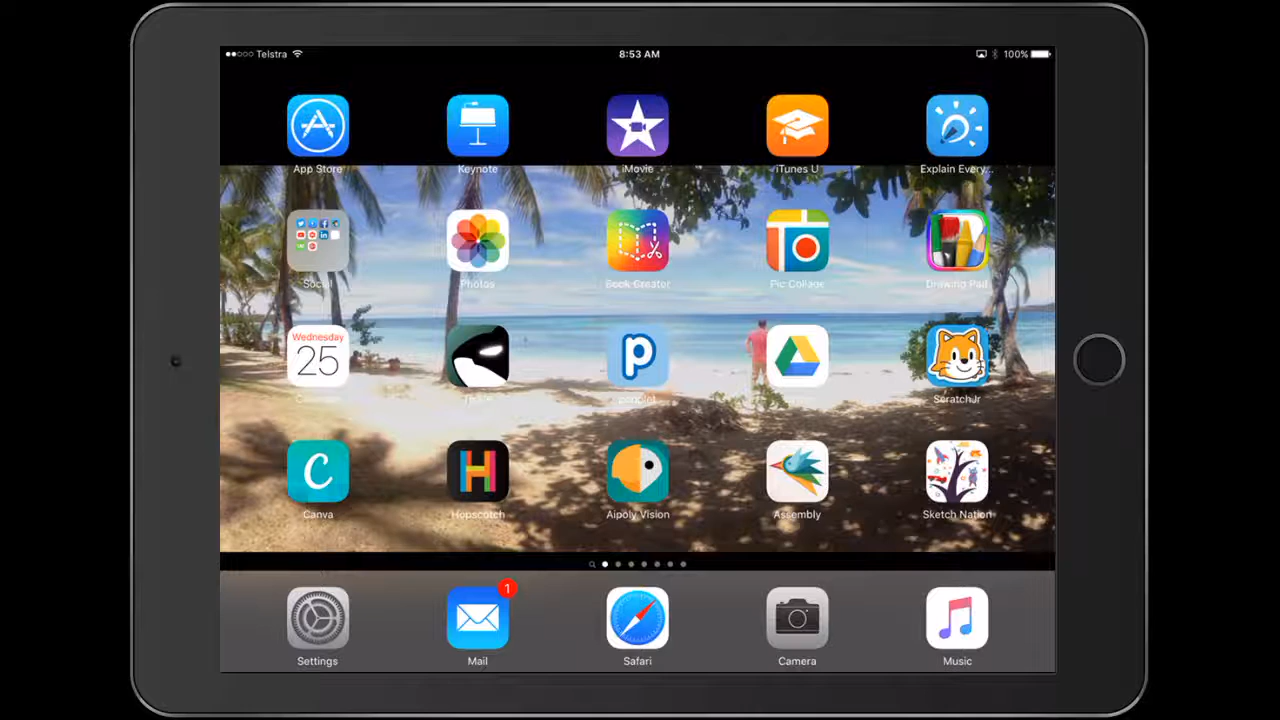 Telstra
8:53 AM
100%
App Store
Keynote
iMovie
iTunes U
Explain Every...
Social
Photos
Book Creator
Pic Collage
Drawing Pad
Wednesday
25
p
ScratchJr
C
H
Canva
Hopscotch
Aipoly Vision
Assembly
Sketch Nation
1
Settings
Mail
Safari
Camera
Music